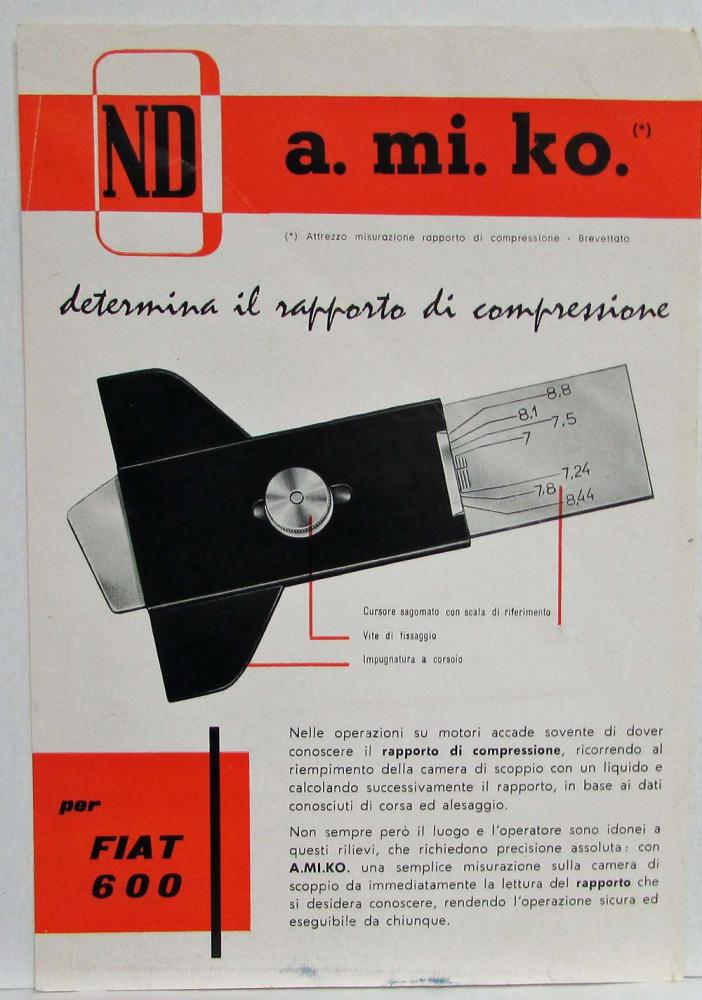 ND
a. mi. ko. (*)
(*) Attrezzo misurazione rapporto di compressione - Brevettato
determina il rapporto di compressione
8,8
8,1
7,5
7
7,24
7,8
8,44
Cursore sagomato con scala di riferimento
Vite di fissaggio
Impugnatura a corsoio
Nelle operazioni su motori accade sovente di dover
conoscere il rapporto di compressione, ricorrendo al
riempimento della camera di scoppio con un liquido e
calcolando successivamente il rapporto, in base ai dati
conosciuti di corsa ed alesaggio.
Non sempre però il luogo e l'operatore sono idonei a
questi rilievi, che richiedono precisione assoluta: con
A.MI.KO. una semplice misurazione sulla camera di
scoppio da immediatamente la lettura del rapporto che
si desidera conoscere, rendendo l'operazione sicura ed
eseguibile da chiunque.
per
FIAT
600